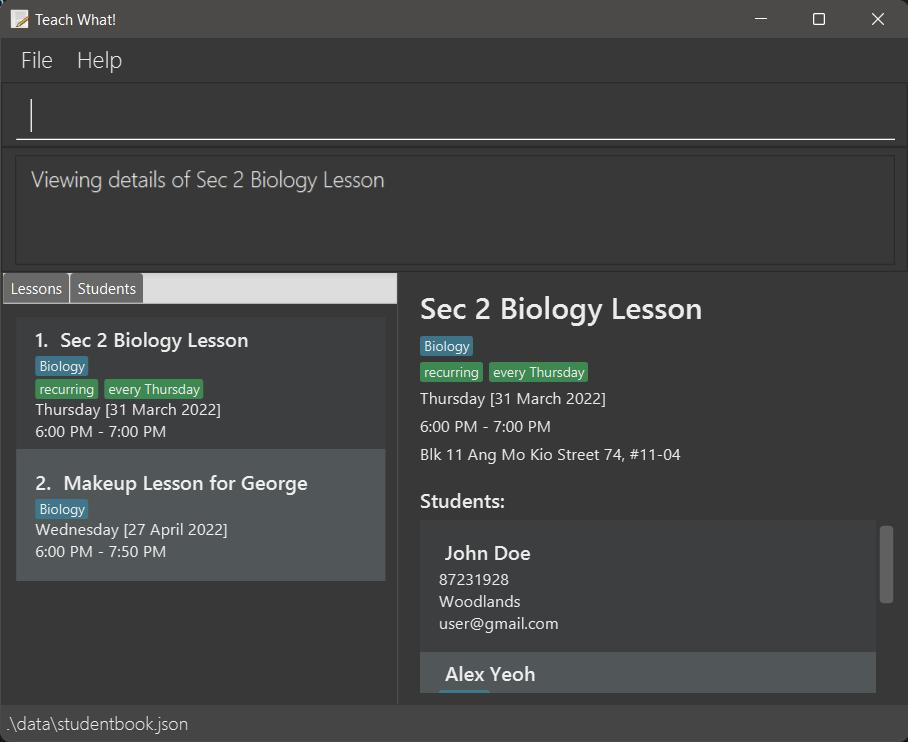 Teach What!
File Help
Viewing details of Sec 2 Biology Lesson
Lessons Students
1. Sec 2 Biology Lesson
Biology
recurring every Thursday
Thursday [31 March 2022]
6:00 PM - 7:00 PM
2. Makeup Lesson for George
Biology
Wednesday [27 April 2022]
6:00 PM - 7:50 PM
Sec 2 Biology Lesson
Biology
recurring every Thursday
Thursday [31 March 2022]
6:00 PM - 7:00 PM
Blk 11 Ang Mo Kio Street 74, #11-04
Students:
John Doe
87231928
Woodlands
user@gmail.com
Alex Yeoh
.\data\studentbook.json